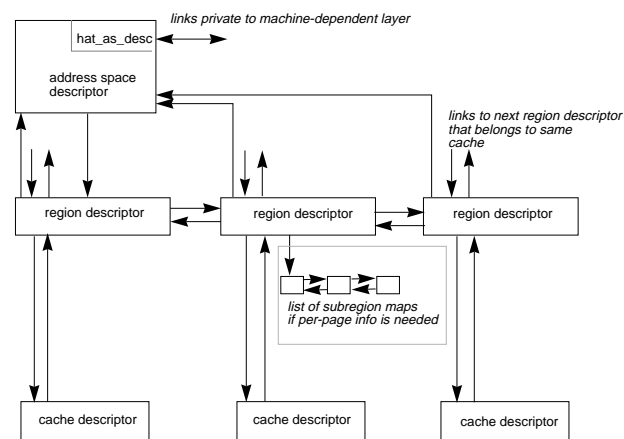 links private to machine-dependent layer
hat_as_desc
address space
descriptor
links to next region descriptor
that belongs to same
cache
region descriptor
region descriptor
region descriptor
list of subregion maps
if per-page info is needed
cache descriptor
cache descriptor
cache descriptor